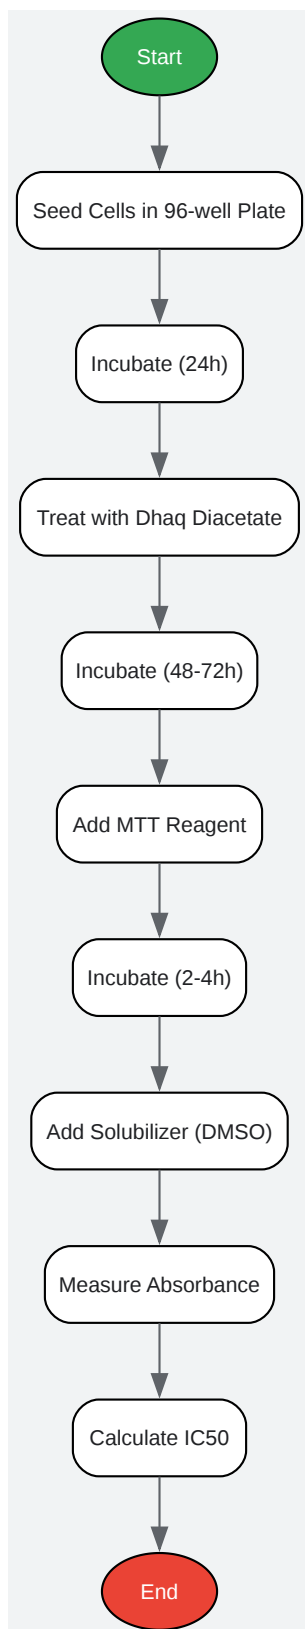 Start
Seed Cells in 96-well Plate
Incubate (24h)
Treat with Dhaq Diacetate
Incubate (48-72h)
Add MTT Reagent
Incubate (2-4h)
Add Solubilizer (DMSO)
Measure Absorbance
Calculate IC50
End